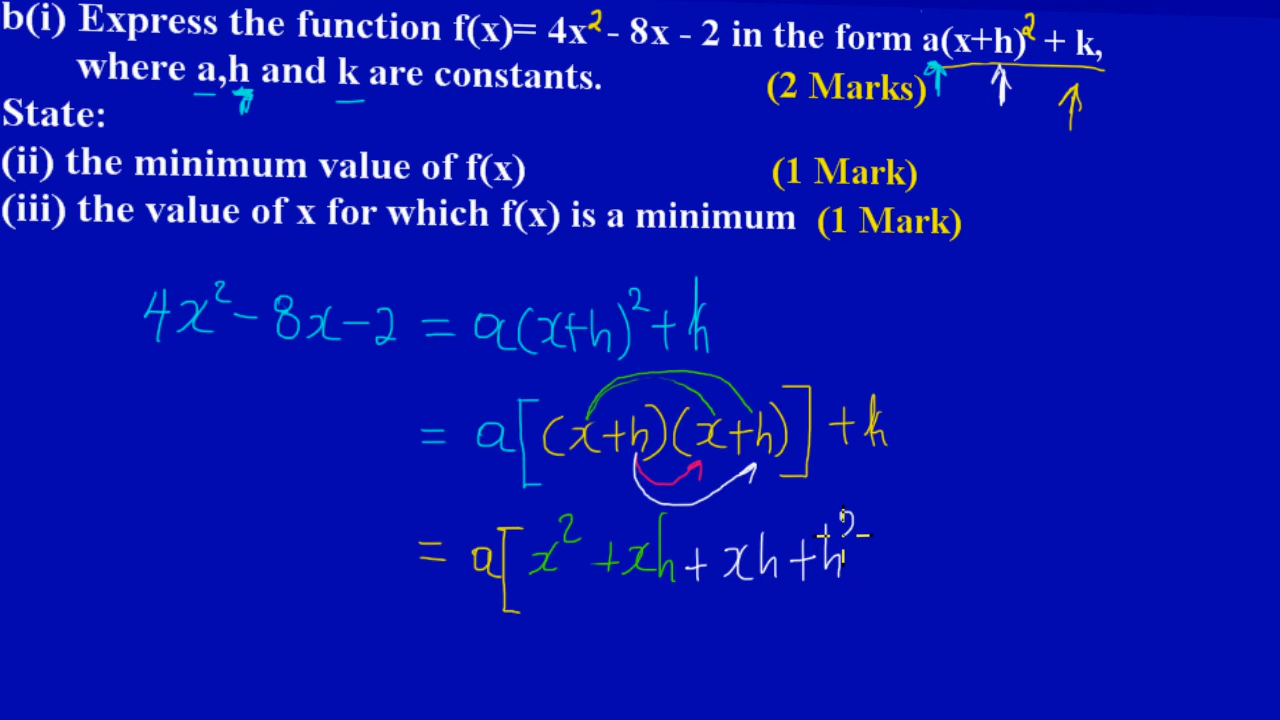 b(i) Express the function f(x)= 4x² - 8x - 2 in the form a(x+h)² + k,
where a,h and k are constants. (2 Marks)
State:
(ii) the minimum value of f(x) (1 Mark)
(iii) the value of x for which f(x) is a minimum (1 Mark)
4x² - 8x - 2 = a(x+h)² + k
= a[(x+h)(x+h)] + k
= a[x² + xh + xh + h²